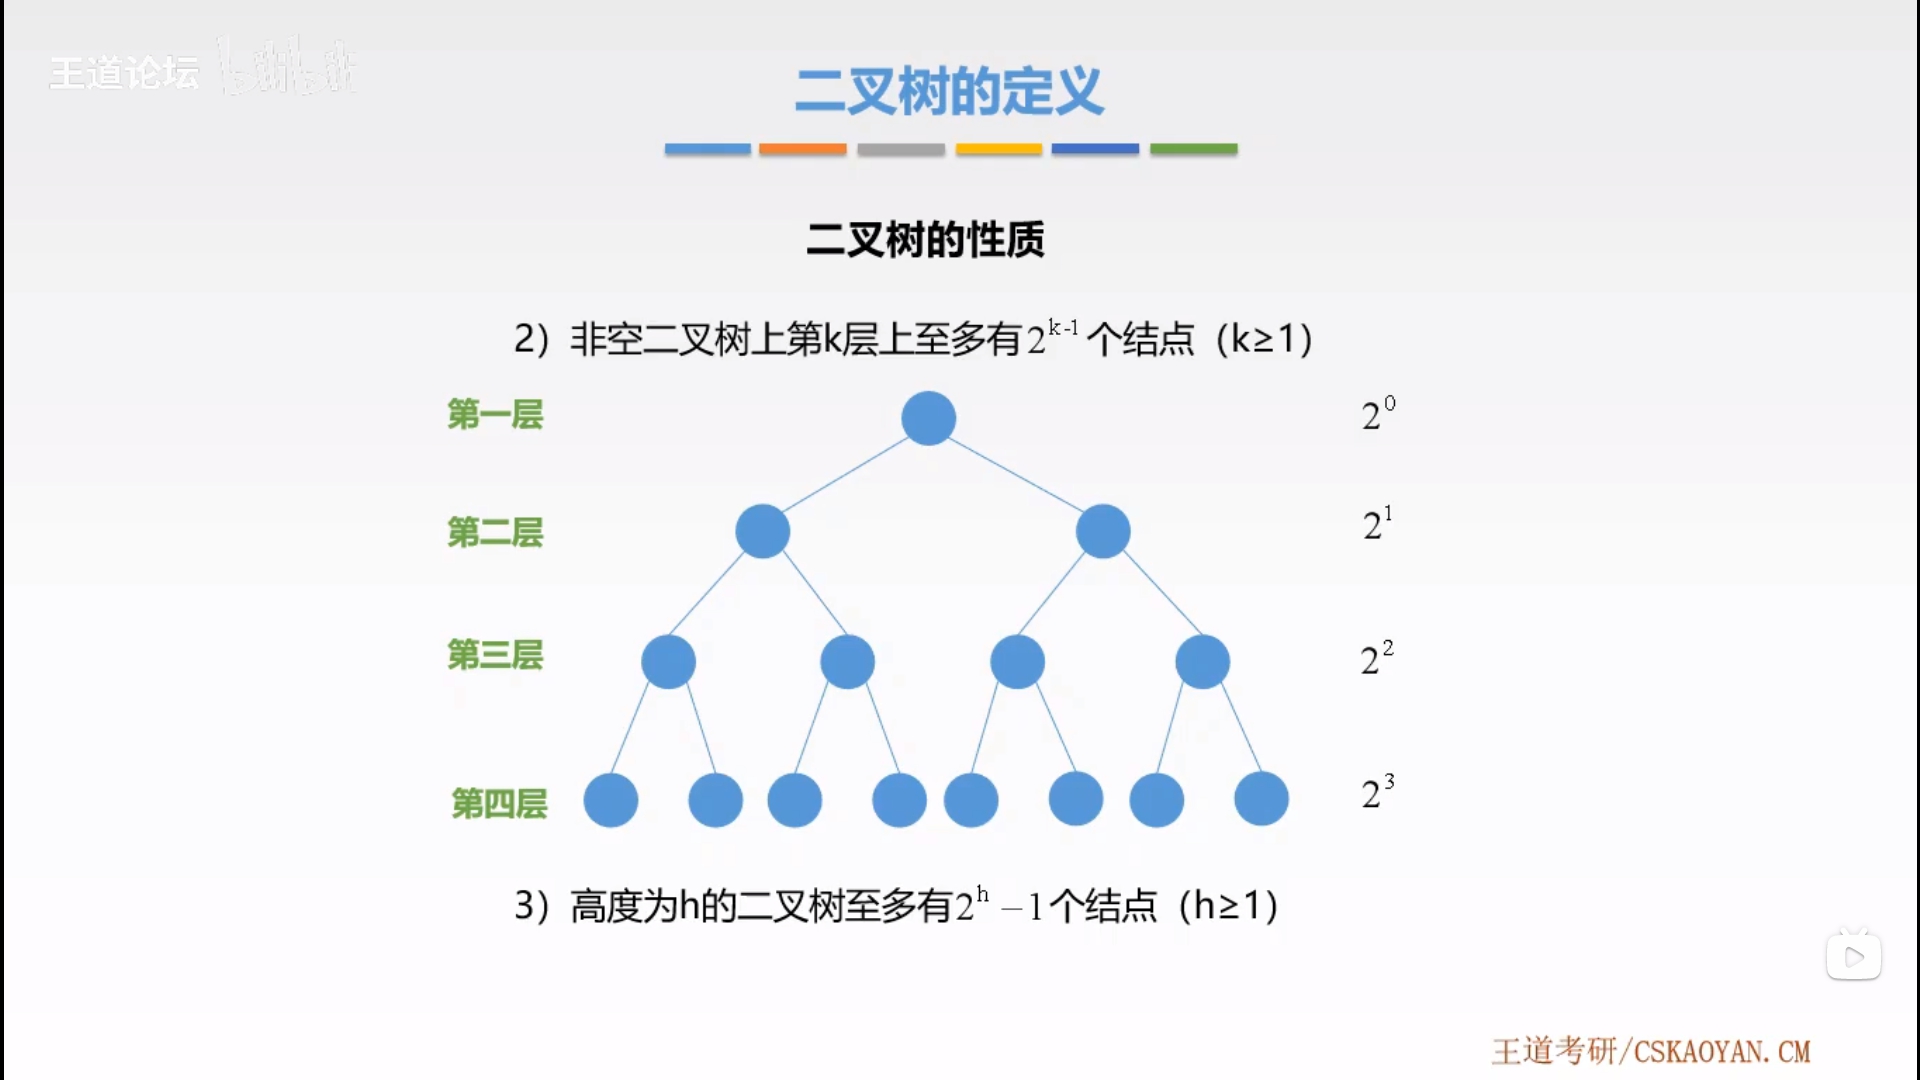 王道论坛 bilibili
二叉树的定义
二叉树的性质
2）非空二叉树上第k层上至多有2^{k-1}个结点（k≥1）
第一层 2^0
第二层 2^1
第三层 2^2
第四层 2^3
3）高度为h的二叉树至多有2^h –1个结点（h≥1）
王道考研/CSKAOYAN.CM